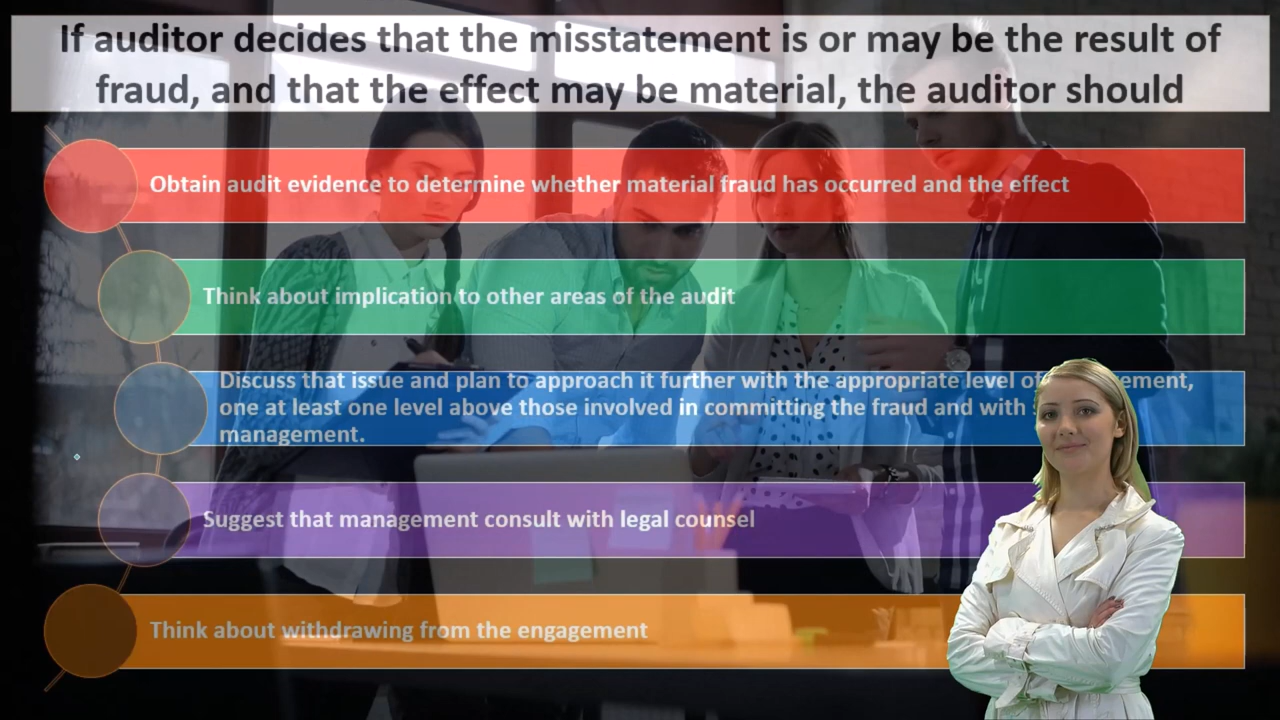 If auditor decides that the misstatement is or may be the result of
fraud, and that the effect may be material, the auditor should
Obtain audit evidence to determine whether material fraud has occurred and the effect
Think about implication to other areas of the audit
Discuss that issue and plan to approach it further with the appropriate level of
one at least one level above those involved in committing the fraud and with
management.
Suggest that management consult with legal counsel
Think about withdrawing from the engagement